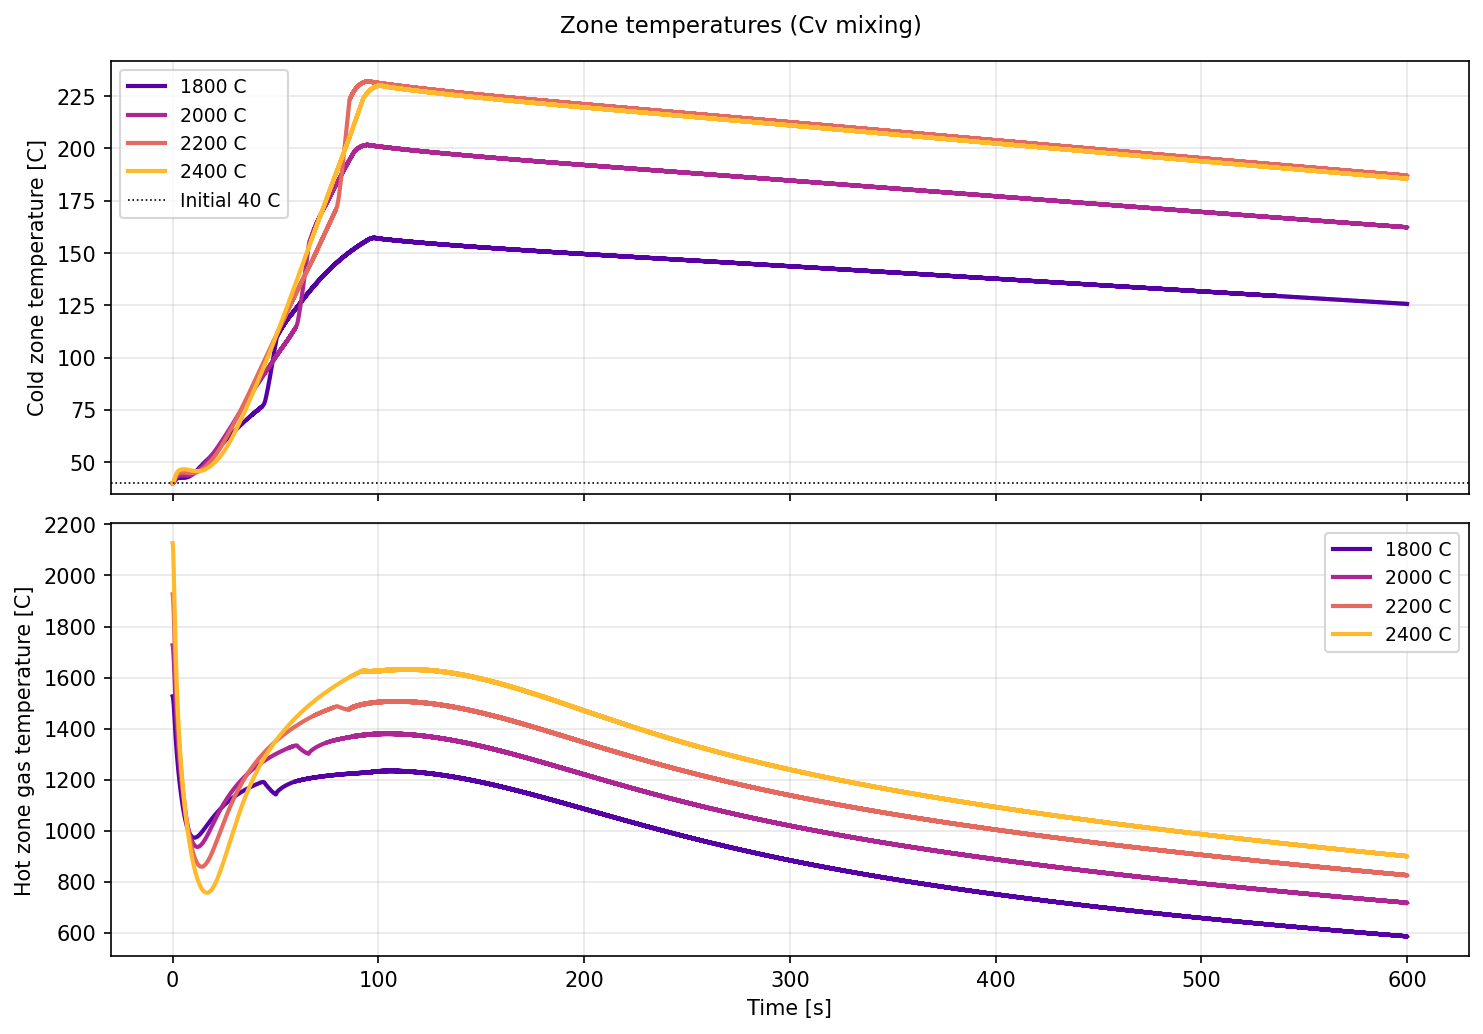 Zone temperatures (Cv mixing)
Cold zone temperature [C]
225
200
175
150
125
100
75
50
1800 C
2000 C
2200 C
2400 C
Initial 40 C
Hot zone gas temperature [C]
2200
2000
1800
1600
1400
1200
1000
800
600
1800 C
2000 C
2200 C
2400 C
0
100
200
300
400
500
600
Time [s]